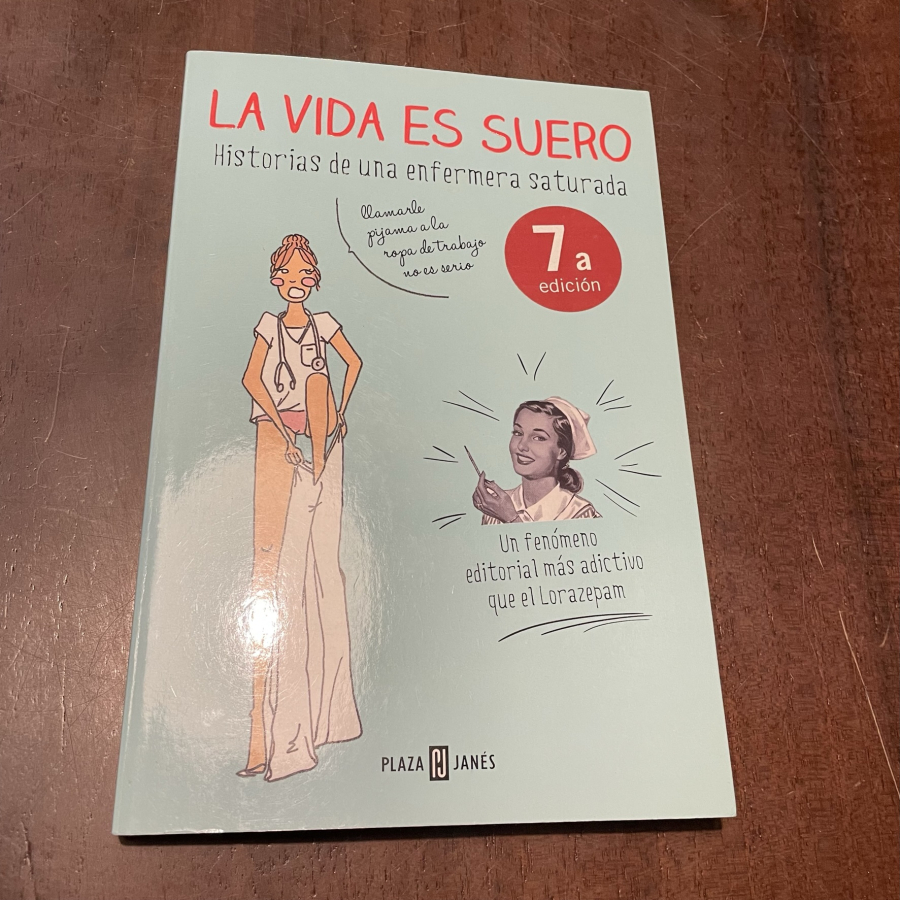 LA VIDA ES SUERO
Historias de una enfermera saturada
llamarle
pijama a la
ropa de trabajo
no es serio
7a
edición
Un fenómeno
editorial más adictivo
que el Lorazepam
PLAZA JANÉS